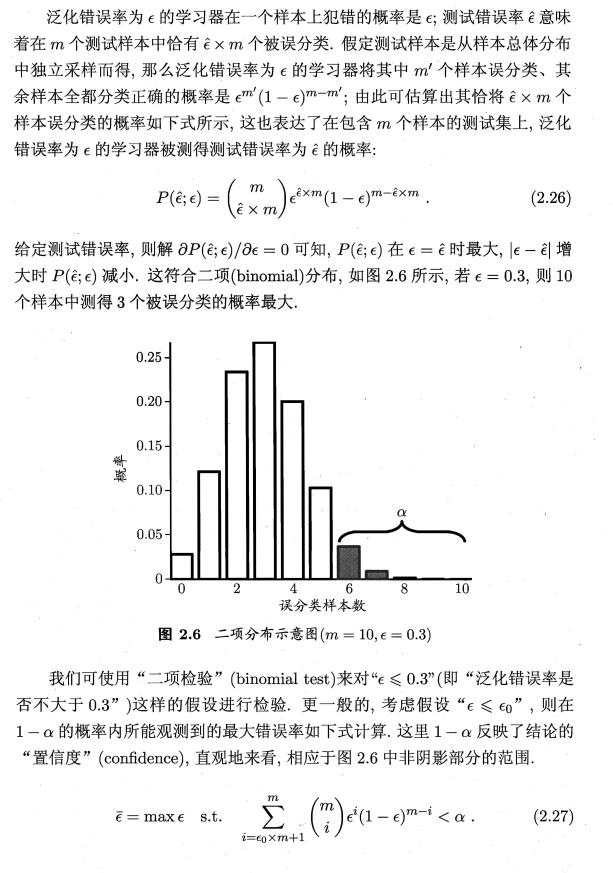 泛化错误率为 ϵ 的学习器在一个样本上犯错的概率是 ϵ; 测试错误率 ϵ̂ 意味
着在 m 个测试样本中恰有 ϵ̂ × m 个被误分类. 假定测试样本是从样本总体分布
中独立采样而得, 那么泛化错误率为 ϵ 的学习器将其中 m′ 个样本误分类、其
余样本全都分类正确的概率是 ϵ^{m′}(1 − ϵ)^{m−m′}; 由此可估算出其恰将 ϵ̂ × m 个
样本误分类的概率如下式所示, 这也表达了在包含 m 个样本的测试集上, 泛化
错误率为 ϵ 的学习器被测得测试错误率为 ϵ̂ 的概率:
P(ϵ̂; ϵ) = \binom{m}{ϵ̂ × m} ϵ^{ϵ̂×m}(1 − ϵ)^{m−ϵ̂×m} . (2.26)
给定测试错误率, 则解 ∂P(ϵ̂; ϵ)/∂ϵ = 0 可知, P(ϵ̂; ϵ) 在 ϵ = ϵ̂ 时最大, |ϵ − ϵ̂| 增
大时 P(ϵ̂; ϵ) 减小. 这符合二项(binomial)分布, 如图 2.6 所示, 若 ϵ = 0.3, 则 10
个样本中测得 3 个被误分类的概率最大.
0.25
0.20
0.15
0.10
0.05
0
概率
α
0 2 4 6 8 10
误分类样本数
图 2.6 二项分布示意图(m = 10, ϵ = 0.3)
我们可使用“二项检验”(binomial test)来对“ϵ ⩽ 0.3”(即“泛化错误率是
否不大于 0.3”)这样的假设进行检验. 更一般的, 考虑假设“ϵ ⩽ ϵ₀”, 则在
1 − α 的概率内所能观测到的最大错误率如下式计算. 这里 1 − α 反映了结论的
“置信度”(confidence), 直观地来看, 相应于图 2.6 中非阴影部分的范围.
ϵ̄ = max ϵ s.t. \sum_{i=ϵ₀×m+1}^{m} \binom{m}{i} ϵ^{i}(1 − ϵ)^{m−i} < α . (2.27)